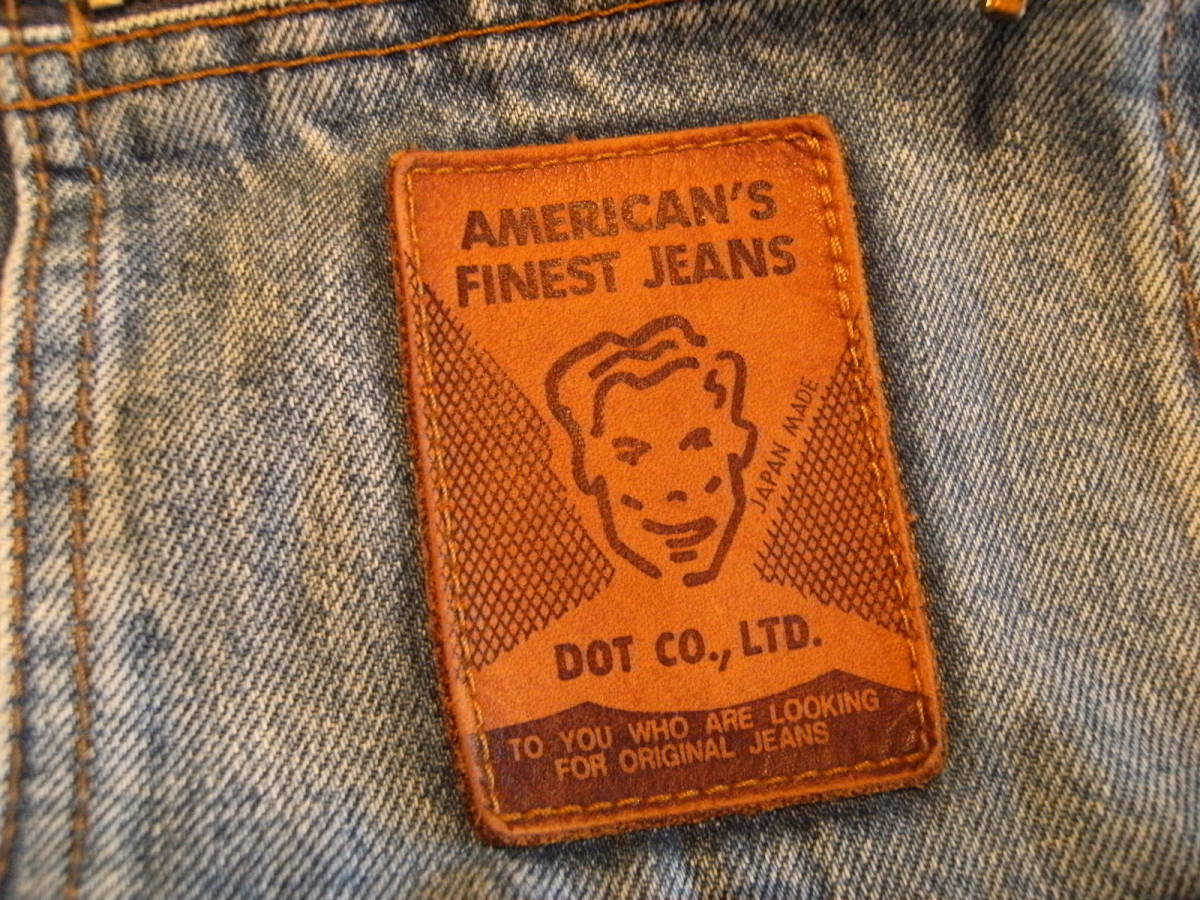 AMERICAN'S
FINEST JEANS
JAPAN MADE
DOT CO., LTD.
TO YOU WHO ARE LOOKING
FOR ORIGINAL JEANS